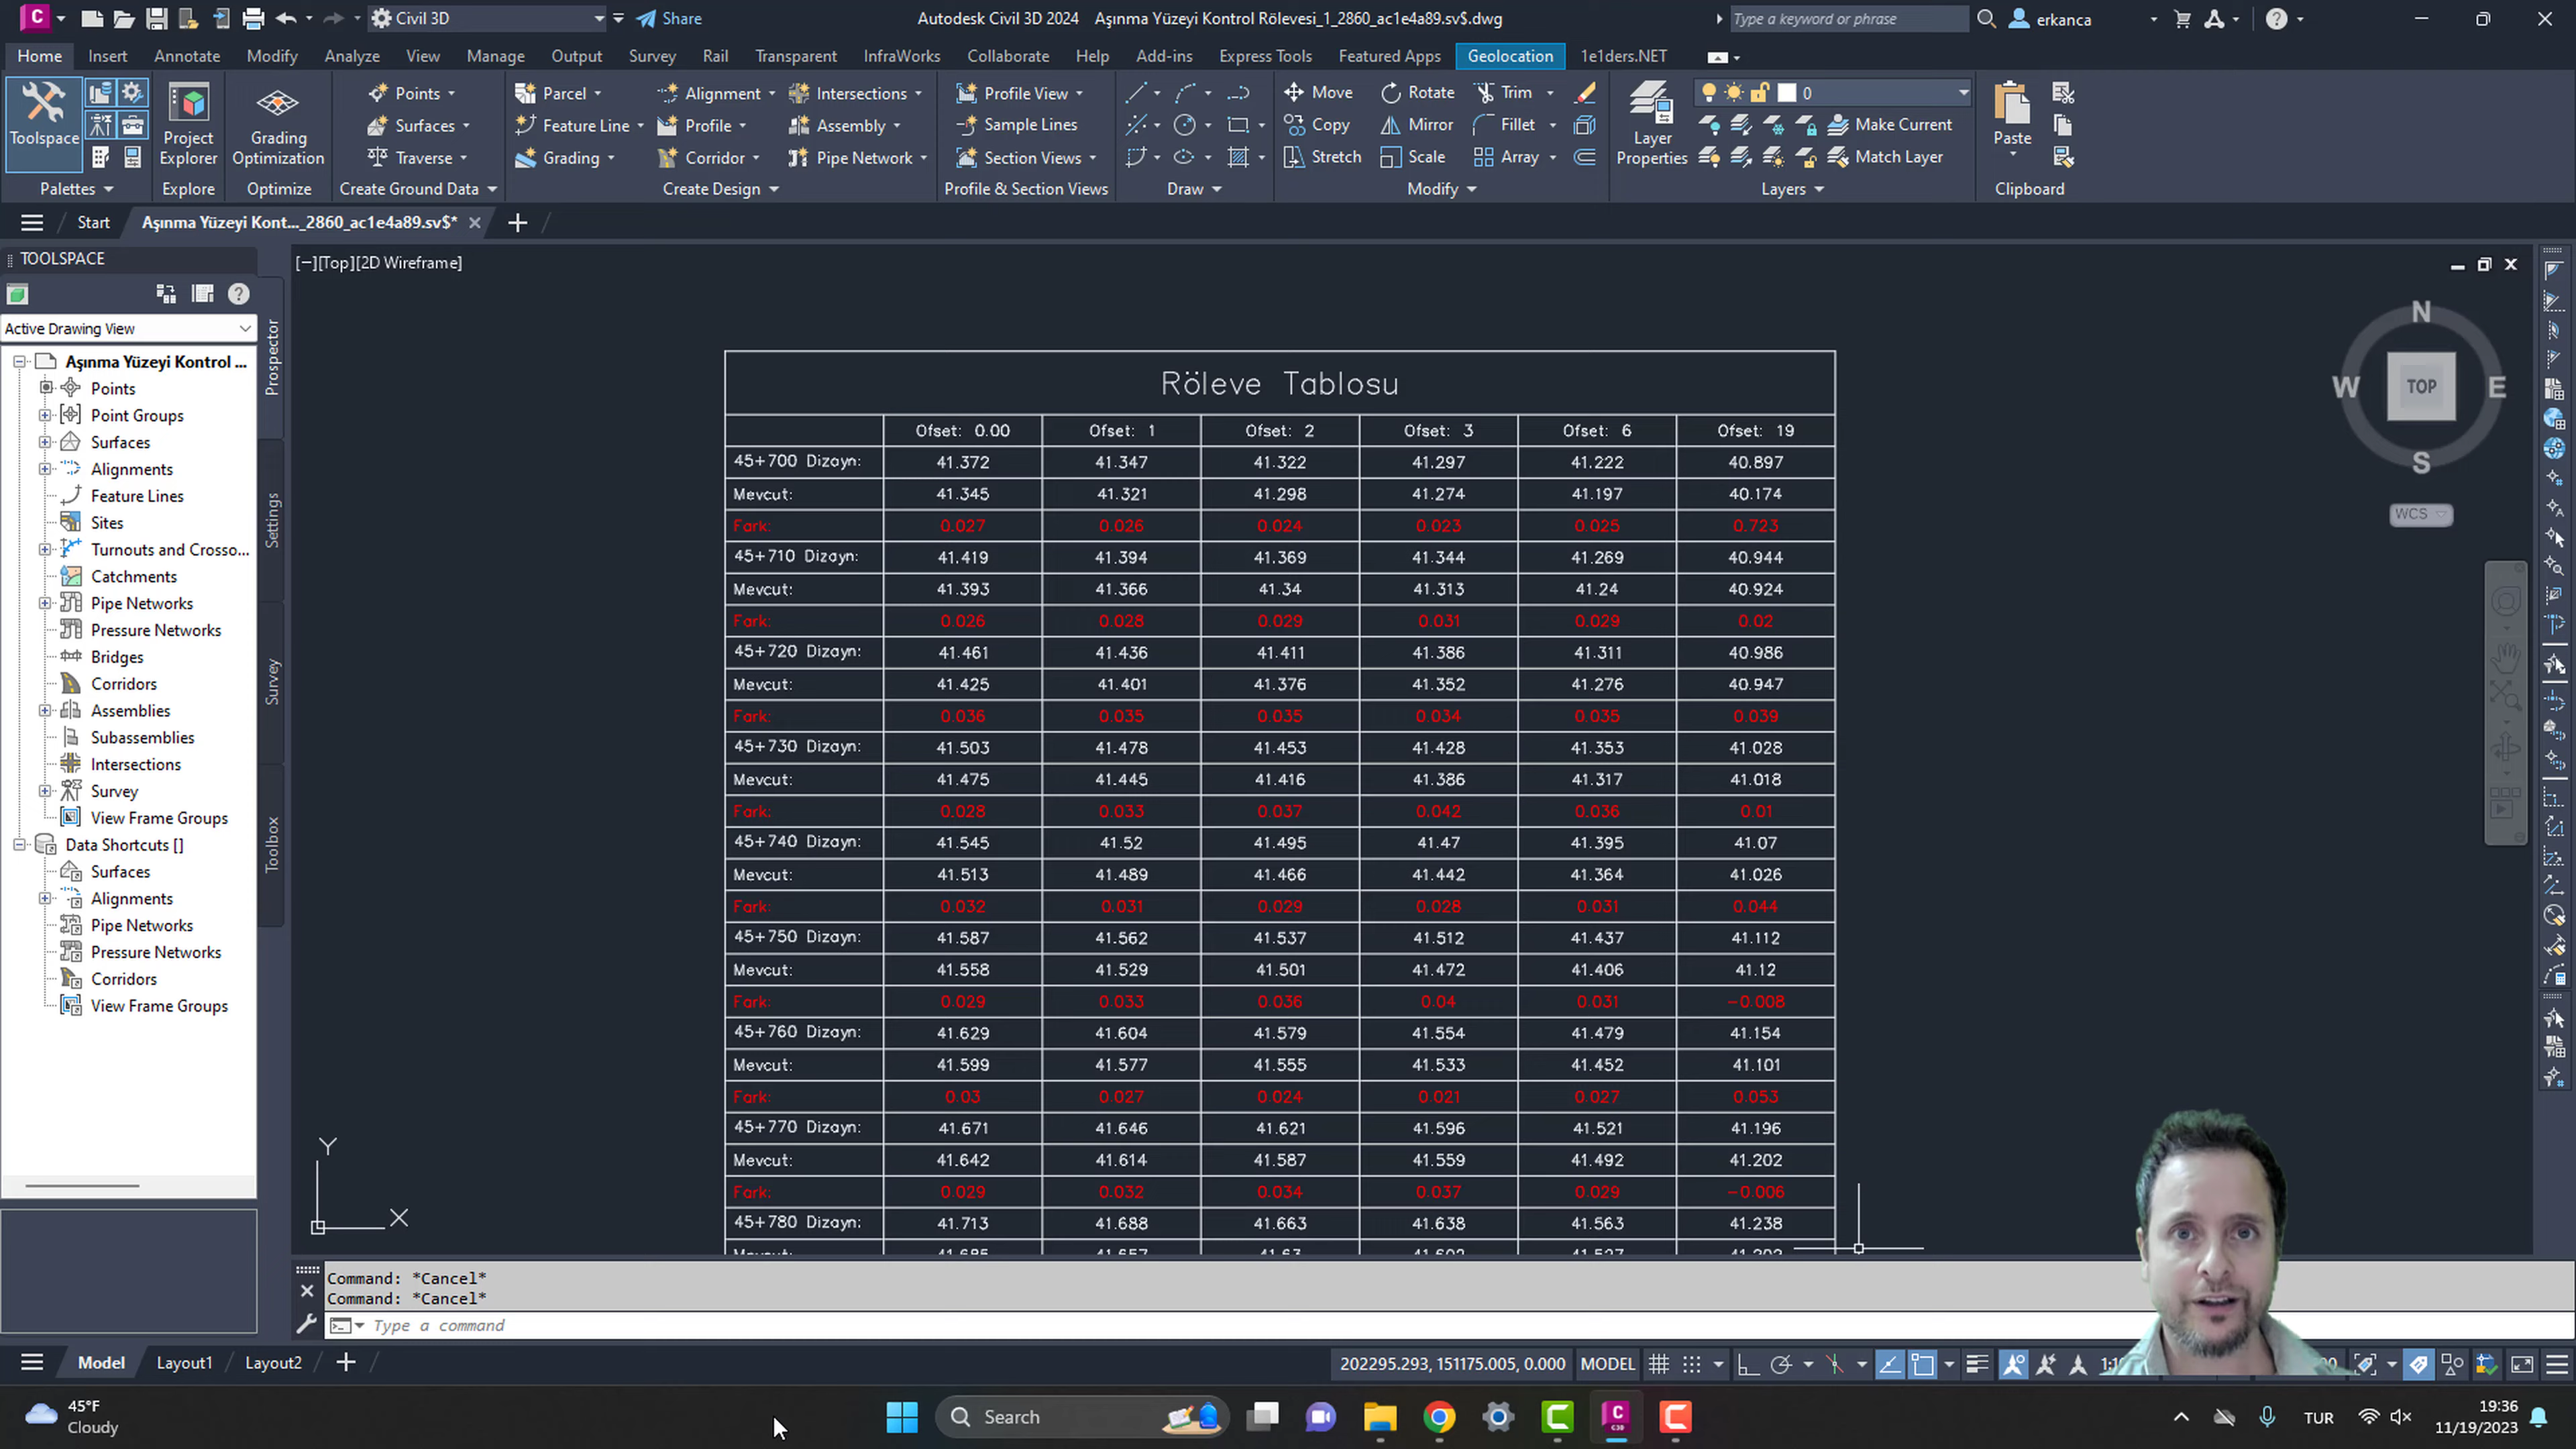 Civil 3D
Share
Autodesk Civil 3D 2024 Aşınma Yüzeyi Kontrol Rölevesi_1_2860_ac1e4a89.sv$.dwg
Type a keyword or phrase
erkanca
Home Insert Annotate Modify Analyze View Manage Output Survey Rail Transparent InfraWorks Collaborate Help Add-ins Express Tools Featured Apps Geolocation 1e1ders.NET
Toolspace
Palettes
Project Explorer
Explore
Grading Optimization
Optimize
Points
Surfaces
Traverse
Create Ground Data
Parcel
Feature Line
Grading
Alignment
Profile
Corridor
Intersections
Assembly
Pipe Network
Create Design
Profile View
Sample Lines
Section Views
Profile & Section Views
Draw
Move
Copy
Stretch
Rotate
Mirror
Scale
Trim
Fillet
Array
Modify
Layer Properties
0
Make Current
Match Layer
Layers
Paste
Clipboard
Start
Aşınma Yüzeyi Kont..._2860_ac1e4a89.sv$*
TOOLSPACE
Active Drawing View
Aşınma Yüzeyi Kontrol ...
Points
Point Groups
Surfaces
Alignments
Feature Lines
Sites
Turnouts and Crosso...
Catchments
Pipe Networks
Pressure Networks
Bridges
Corridors
Assemblies
Subassemblies
Intersections
Survey
View Frame Groups
Data Shortcuts []
Surfaces
Alignments
Pipe Networks
Pressure Networks
Corridors
View Frame Groups
Prospector
Settings
Survey
Toolbox
[−][Top][2D Wireframe]
Röleve Tablosu
Ofset: 0.00 Ofset: 1 Ofset: 2 Ofset: 3 Ofset: 6 Ofset: 19
45+700 Dizayn: 41.372 41.347 41.322 41.297 41.222 40.897
Mevcut: 41.345 41.321 41.298 41.274 41.197 40.174
Fark: 0.027 0.026 0.024 0.023 0.025 0.723
45+710 Dizayn: 41.419 41.394 41.369 41.344 41.269 40.944
Mevcut: 41.393 41.366 41.34 41.313 41.24 40.924
Fark: 0.026 0.028 0.029 0.031 0.029 0.02
45+720 Dizayn: 41.461 41.436 41.411 41.386 41.311 40.986
Mevcut: 41.425 41.401 41.376 41.352 41.276 40.947
Fark: 0.036 0.035 0.035 0.034 0.035 0.039
45+730 Dizayn: 41.503 41.478 41.453 41.428 41.353 41.028
Mevcut: 41.475 41.445 41.416 41.386 41.317 41.018
Fark: 0.028 0.033 0.037 0.042 0.036 0.01
45+740 Dizayn: 41.545 41.52 41.495 41.47 41.395 41.07
Mevcut: 41.513 41.489 41.466 41.442 41.364 41.026
Fark: 0.032 0.031 0.029 0.028 0.031 0.044
45+750 Dizayn: 41.587 41.562 41.537 41.512 41.437 41.112
Mevcut: 41.558 41.529 41.501 41.472 41.406 41.12
Fark: 0.029 0.033 0.036 0.04 0.031 −0.008
45+760 Dizayn: 41.629 41.604 41.579 41.554 41.479 41.154
Mevcut: 41.599 41.577 41.555 41.533 41.452 41.101
Fark: 0.03 0.027 0.024 0.021 0.027 0.053
45+770 Dizayn: 41.671 41.646 41.621 41.596 41.521 41.196
Mevcut: 41.642 41.614 41.587 41.559 41.492 41.202
Fark: 0.029 0.032 0.034 0.037 0.029 −0.006
45+780 Dizayn: 41.713 41.688 41.663 41.638 41.563 41.238
N
W TOP E
S
WCS
Y
X
Command: *Cancel*
Command: *Cancel*
Type a command
Model Layout1 Layout2
202295.293, 151175.005, 0.000 MODEL
45°F
Cloudy
Search
TUR
19:36
11/19/2023